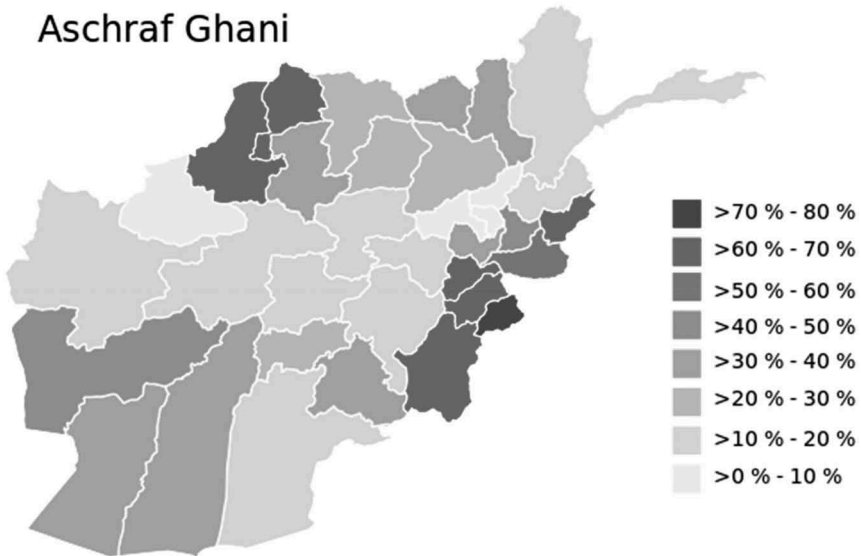 Aschraf Ghani
>70 % - 80 %
>60 % - 70 %
>50 % - 60 %
>40 % - 50 %
>30 % - 40 %
>20 % - 30 %
>10 % - 20 %
>0 % - 10 %